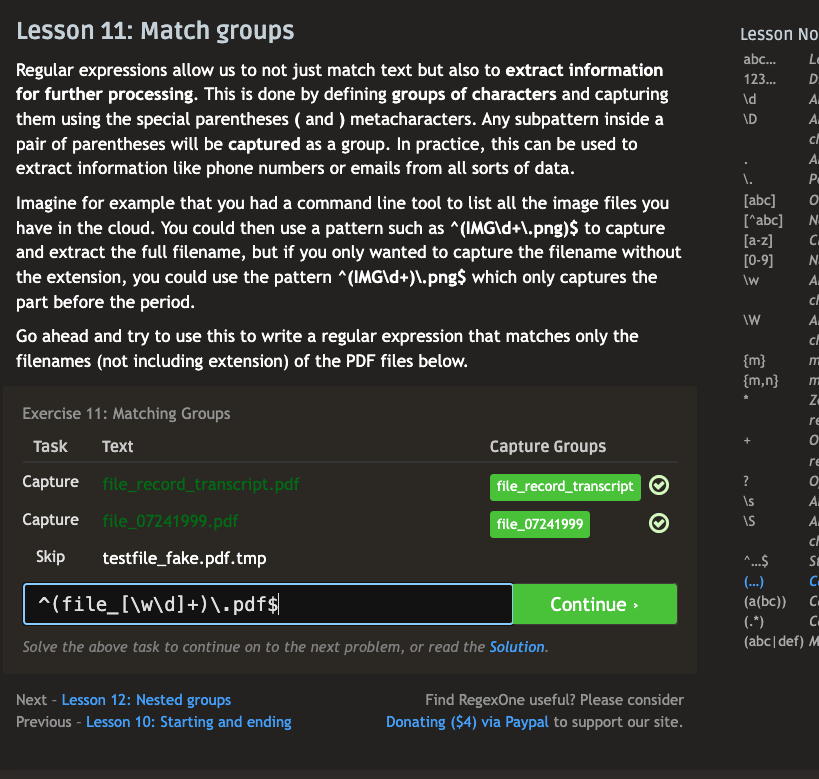 Lesson 11: Match groups
Regular expressions allow us to not just match text but also to extract information
for further processing. This is done by defining groups of characters and capturing
them using the special parentheses ( and ) metacharacters. Any subpattern inside a
pair of parentheses will be captured as a group. In practice, this can be used to
extract information like phone numbers or emails from all sorts of data.
Imagine for example that you had a command line tool to list all the image files you
have in the cloud. You could then use a pattern such as ^(IMG\d+\.png)$ to capture
and extract the full filename, but if you only wanted to capture the filename without
the extension, you could use the pattern ^(IMG\d+)\.png$ which only captures the
part before the period.
Go ahead and try to use this to write a regular expression that matches only the
filenames (not including extension) of the PDF files below.
Exercise 11: Matching Groups
Task Text Capture Groups
Capture file_record_transcript.pdf file_record_transcript
Capture file_07241999.pdf file_07241999
Skip testfile_fake.pdf.tmp
^(file_[\w\d]+)\.pdf$ Continue ›
Solve the above task to continue on to the next problem, or read the Solution.
Next – Lesson 12: Nested groups
Previous – Lesson 10: Starting and ending
Find RegexOne useful? Please consider
Donating ($4) via Paypal to support our site.
Lesson No
abc…
123…
\d
\D
.
\.
[abc]
[^abc]
[a-z]
[0-9]
\w
\W
{m}
{m,n}
*
+
?
\s
\S
^…$
(…)
(a(bc))
(.*)
(abc|def)